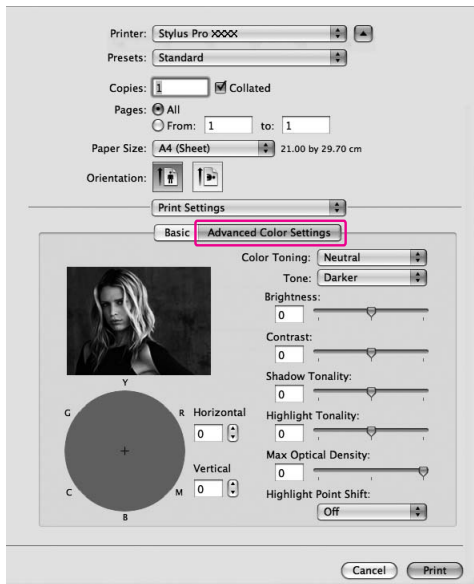 Printer: Stylus Pro XXXX
Presets: Standard
Copies: 1 Collated
Pages: All
From: 1 to: 1
Paper Size: A4 (Sheet) 21.00 by 29.70 cm
Orientation:
Print Settings
Basic Advanced Color Settings
Color Toning: Neutral
Tone: Darker
Brightness:
0
Contrast:
0
Shadow Tonality:
0
Highlight Tonality:
0
Max Optical Density:
0
Highlight Point Shift:
Off
Y
G R
C M
B
Horizontal
0
Vertical
0
Cancel Print